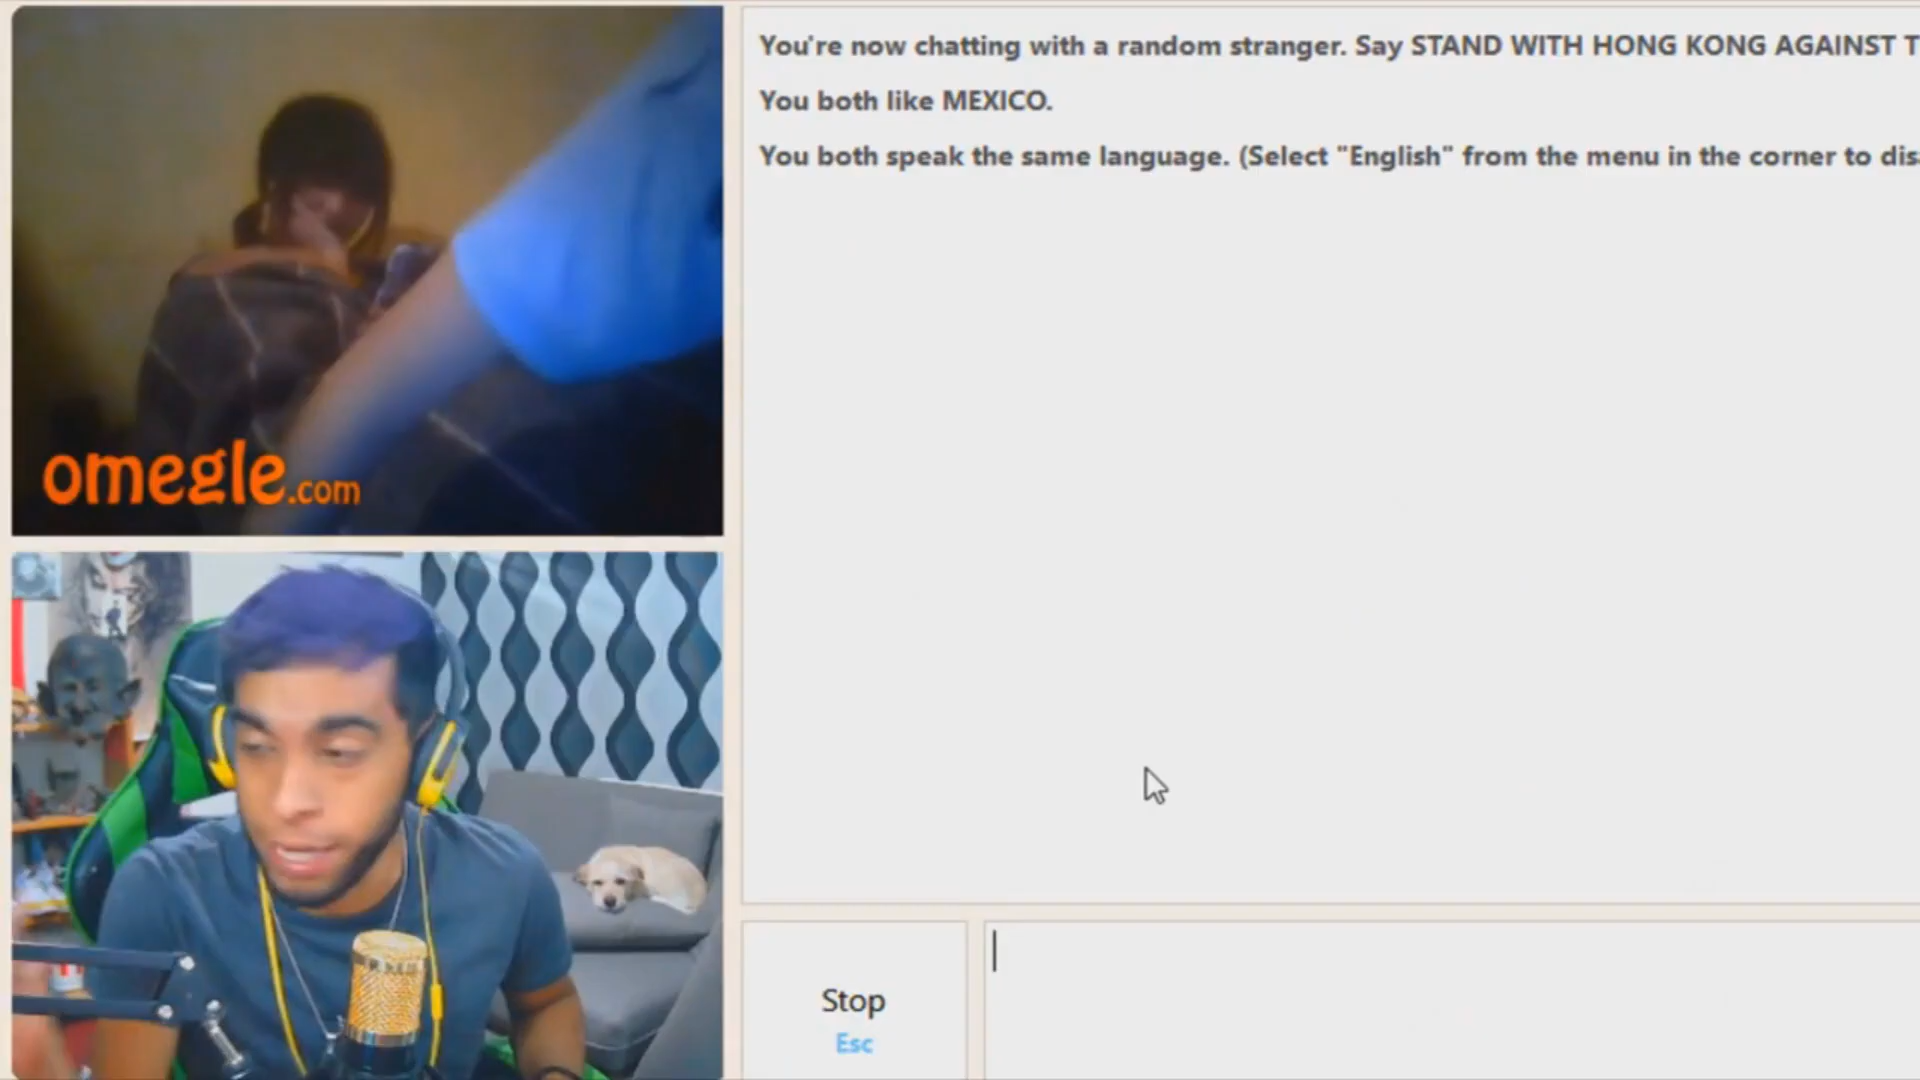 You're now chatting with a random stranger. Say STAND WITH HONG KONG AGAINST T
You both like MEXICO.
You both speak the same language. (Select "English" from the menu in the corner to dis
omegle.com
Stop
Esc